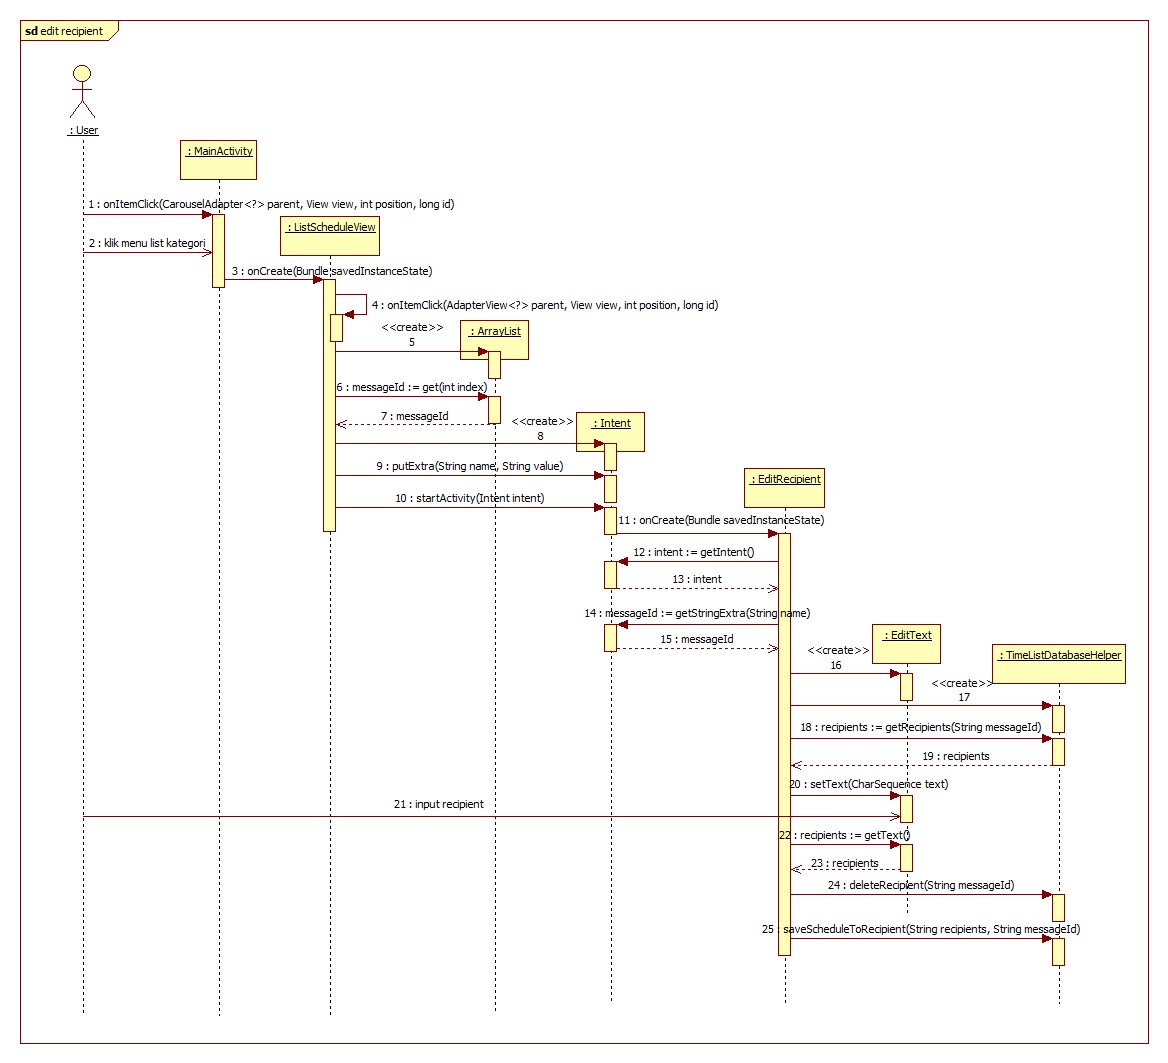 sd edit recipient
: User
: MainActivity
1 : onItemClick(CarouselAdapter<?> parent, View view, int position, long id)
: ListScheduleView
2 : klik menu list kategori
3 : onCreate(Bundle savedInstanceState)
4 : onItemClick(AdapterView<?> parent, View view, int position, long id)
<<create>>
5
: ArrayList
6 : messageId := get(int index)
7 : messageId
<<create>>
8
: Intent
9 : putExtra(String name, String value)
: EditRecipient
10 : startActivity(Intent intent)
11 : onCreate(Bundle savedInstanceState)
12 : intent := getIntent()
13 : intent
14 : messageId := getStringExtra(String name)
15 : messageId
: EditText
<<create>>
16
: TimeListDatabaseHelper
<<create>>
17
18 : recipients := getRecipients(String messageId)
19 : recipients
20 : setText(CharSequence text)
21 : input recipient
22 : recipients := getText()
23 : recipients
24 : deleteRecipient(String messageId)
25 : saveScheduleToRecipient(String recipients, String messageId)